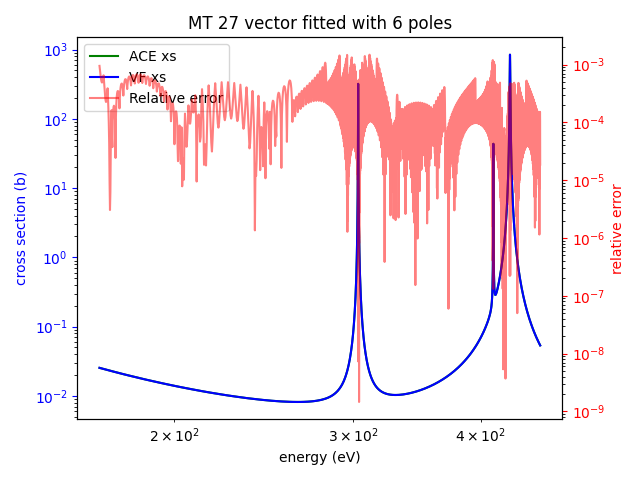 MT 27 vector fitted with 6 poles
ACE xs
VF xs
Relative error
cross section (b)
10³
10²
10¹
10⁰
10⁻¹
10⁻²
relative error
10⁻³
10⁻⁴
10⁻⁵
10⁻⁶
10⁻⁷
10⁻⁸
10⁻⁹
2 × 10² 3 × 10² 4 × 10²
energy (eV)